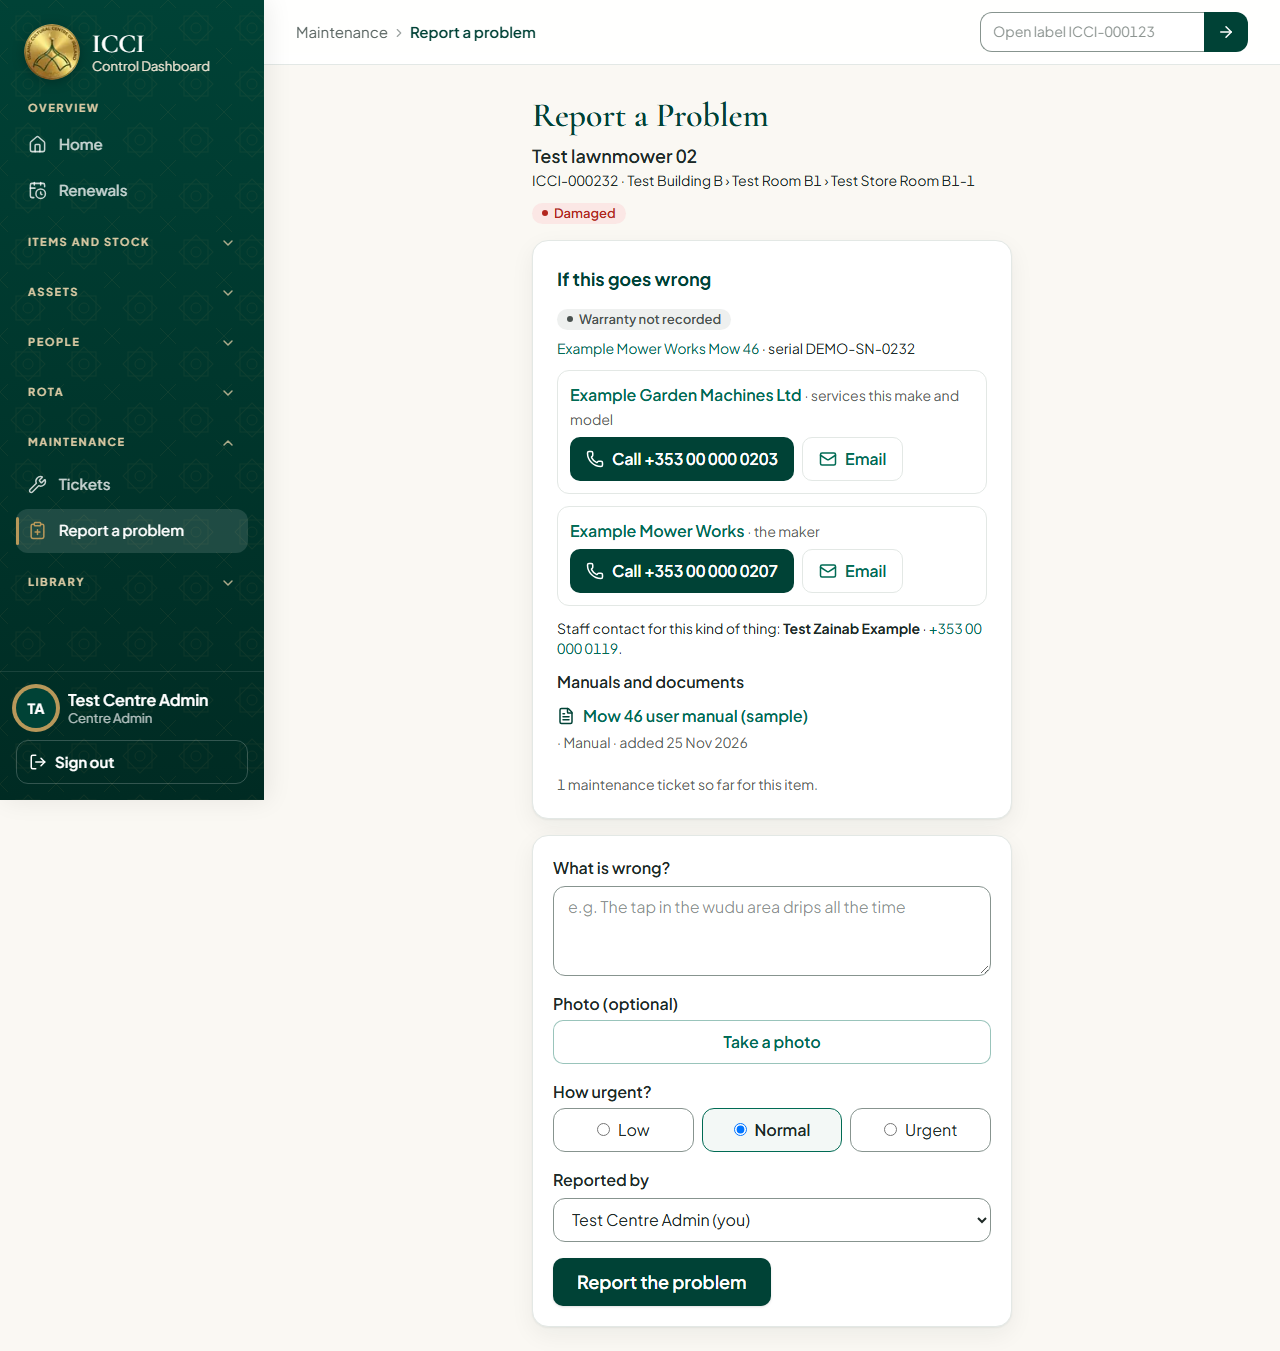 ICCI
Control Dashboard
OVERVIEW
Home
Renewals
ITEMS AND STOCK
ASSETS
PEOPLE
ROTA
MAINTENANCE
Tickets
Report a problem
LIBRARY
TA
Test Centre Admin
Centre Admin
Sign out
Maintenance › Report a problem
Open label ICCI-000123
Report a Problem
Test lawnmower 02
ICCI-000232 · Test Building B › Test Room B1 › Test Store Room B1-1
Damaged
If this goes wrong
Warranty not recorded
Example Mower Works Mow 46 · serial DEMO-SN-0232
Example Garden Machines Ltd · services this make and
model
Call +353 00 000 0203
Email
Example Mower Works · the maker
Call +353 00 000 0207
Email
Staff contact for this kind of thing: Test Zainab Example · +353 00
000 0119.
Manuals and documents
Mow 46 user manual (sample)
· Manual · added 25 Nov 2026
1 maintenance ticket so far for this item.
What is wrong?
e.g. The tap in the wudu area drips all the time
Photo (optional)
Take a photo
How urgent?
Low
Normal
Urgent
Reported by
Test Centre Admin (you)
Report the problem